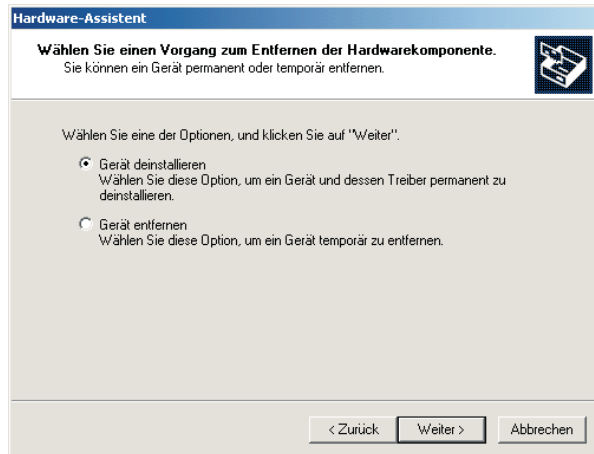 Hardware-Assistent
Wählen Sie einen Vorgang zum Entfernen der Hardwarekomponente.
Sie können ein Gerät permanent oder temporär entfernen.
Wählen Sie eine der Optionen, und klicken Sie auf "Weiter".
Gerät deinstallieren
Wählen Sie diese Option, um ein Gerät und dessen Treiber permanent zu
deinstallieren.
Gerät entfernen
Wählen Sie diese Option, um ein Gerät temporär zu entfernen.
< Zurück Weiter > Abbrechen